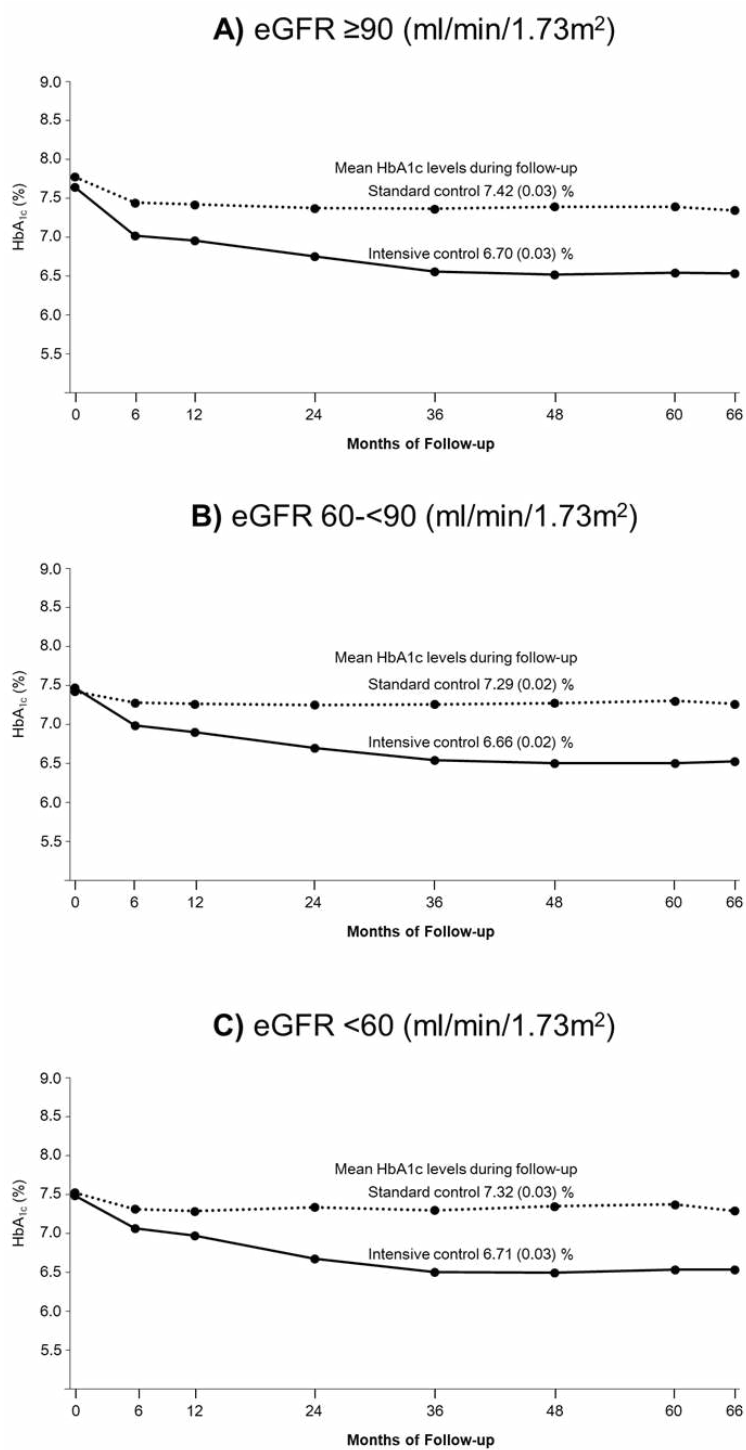 A) eGFR ≥90 (ml/min/1.73m²)
9.0
8.5
8.0
7.5
7.0
6.5
6.0
5.5
HbA₁c (%)
Mean HbA1c levels during follow-up
Standard control 7.42 (0.03) %
Intensive control 6.70 (0.03) %
0 6 12 24 36 48 60 66
Months of Follow-up
B) eGFR 60-<90 (ml/min/1.73m²)
9.0
8.5
8.0
7.5
7.0
6.5
6.0
5.5
HbA₁c (%)
Mean HbA1c levels during follow-up
Standard control 7.29 (0.02) %
Intensive control 6.66 (0.02) %
0 6 12 24 36 48 60 66
Months of Follow-up
C) eGFR <60 (ml/min/1.73m²)
9.0
8.5
8.0
7.5
7.0
6.5
6.0
5.5
HbA₁c (%)
Mean HbA1c levels during follow-up
Standard control 7.32 (0.03) %
Intensive control 6.71 (0.03) %
0 6 12 24 36 48 60 66
Months of Follow-up